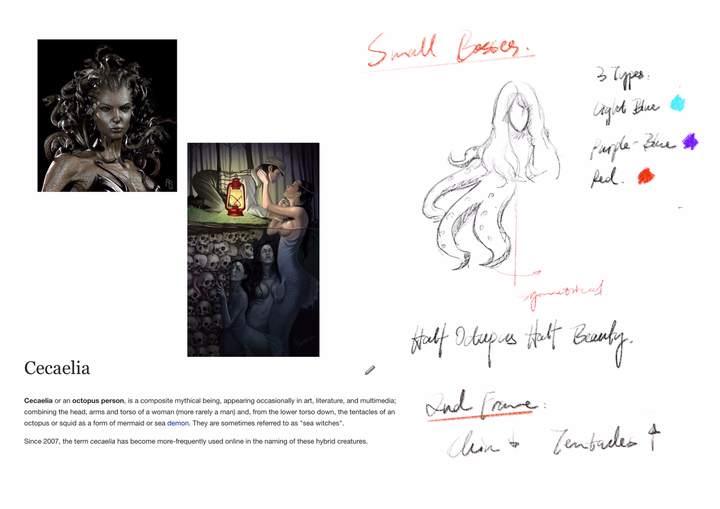 Small Bosses.
3 Types.
Light Blue
Purple-Blue
Red.
symmetrical
Half Octopus Half Beauty.
2nd Frame:
Chin ↓ Tentacles ↑
Cecaelia
Cecaelia or an octopus person, is a composite mythical being, appearing occasionally in art, literature, and multimedia;
combining the head, arms and torso of a woman (more rarely a man) and, from the lower torso down, the tentacles of an
octopus or squid as a form of mermaid or sea demon. They are sometimes referred to as "sea witches".
Since 2007, the term cecaelia has become more-frequently used online in the naming of these hybrid creatures.